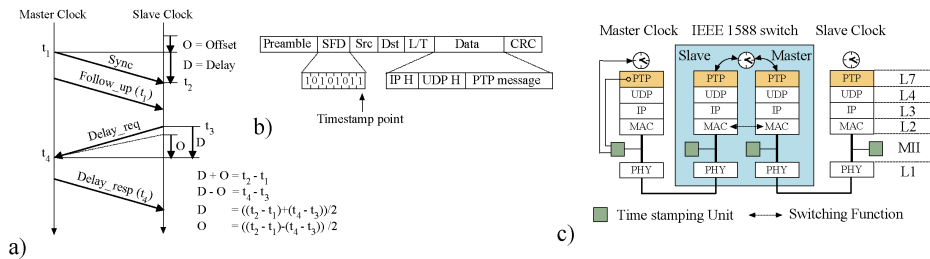 Master Clock
Slave Clock
O = Offset
t1
Sync
D = Delay
t2
Follow_up (t1)
t3
Delay_req
O
D
t4
Delay_resp (t4)
D + O = t2 - t1
D - O = t4 - t3
D = ((t2 - t1)+(t4 - t3))/2
O = ((t2 - t1)-(t4 - t3)) /2
a)
Preamble SFD Src Dst L/T Data CRC
1 0 1 0 1 0 1 1
IP H UDP H PTP message
Timestamp point
b)
Master Clock IEEE 1588 switch Slave Clock
Slave Master
PTP PTP PTP PTP L7
UDP UDP UDP UDP L4
IP IP IP IP L3
MAC MAC MAC MAC L2
MII
PHY PHY PHY PHY L1
Time stamping Unit Switching Function
c)